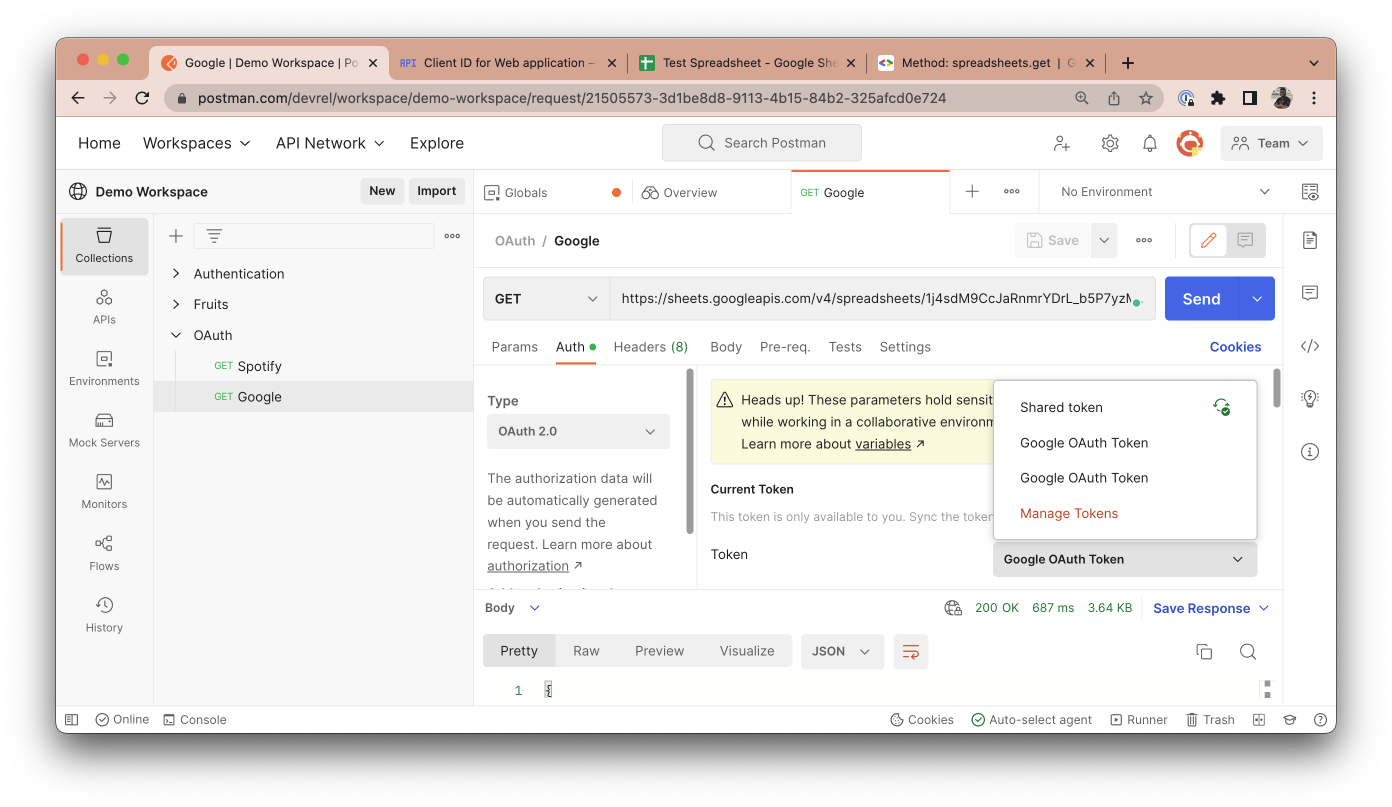 Google | Demo Workspace | Po
API Client ID for Web application –
Test Spreadsheet - Google She
Method: spreadsheets.get | G
postman.com/devrel/workspace/demo-workspace/request/21505573-3d1be8d8-9113-4b15-84b2-325afcd0e724
Home Workspaces API Network Explore
Search Postman
Team
Demo Workspace
New Import
Globals
Overview
GET Google
No Environment
Collections
APIs
Environments
Mock Servers
Monitors
Flows
History
Authentication
Fruits
OAuth
GET Spotify
GET Google
OAuth / Google
Save
GET
https://sheets.googleapis.com/v4/spreadsheets/1j4sdM9CcJaRnmrYDrL_b5P7yzM
Send
Params Auth Headers (8) Body Pre-req. Tests Settings
Cookies
Type
OAuth 2.0
The authorization data will
be automatically generated
when you send the
request. Learn more about
authorization ↗
Heads up! These parameters hold sensit
while working in a collaborative environm
Learn more about variables ↗
Current Token
This token is only available to you. Sync the token
Token
Shared token
Google OAuth Token
Google OAuth Token
Manage Tokens
Google OAuth Token
Body
200 OK 687 ms 3.64 KB
Save Response
Pretty Raw Preview Visualize
JSON
1 {
Online Console
Cookies Auto-select agent Runner Trash